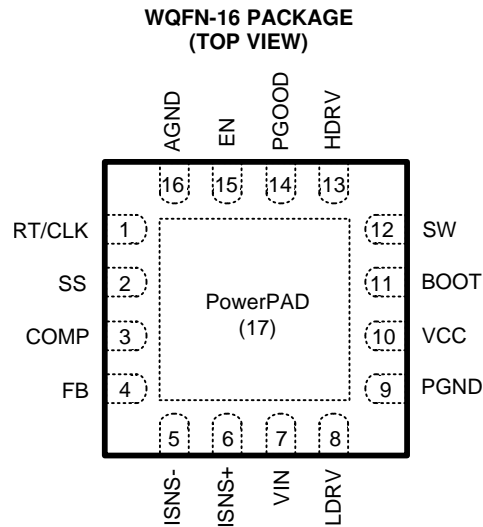 WQFN-16 PACKAGE
(TOP VIEW)
AGND
EN
PGOOD
HDRV
16
15
14
13
RT/CLK
1
12
SW
SS
2
11
BOOT
COMP
3
10
VCC
FB
4
9
PGND
PowerPAD
(17)
5
6
7
8
ISNS-
ISNS+
VIN
LDRV